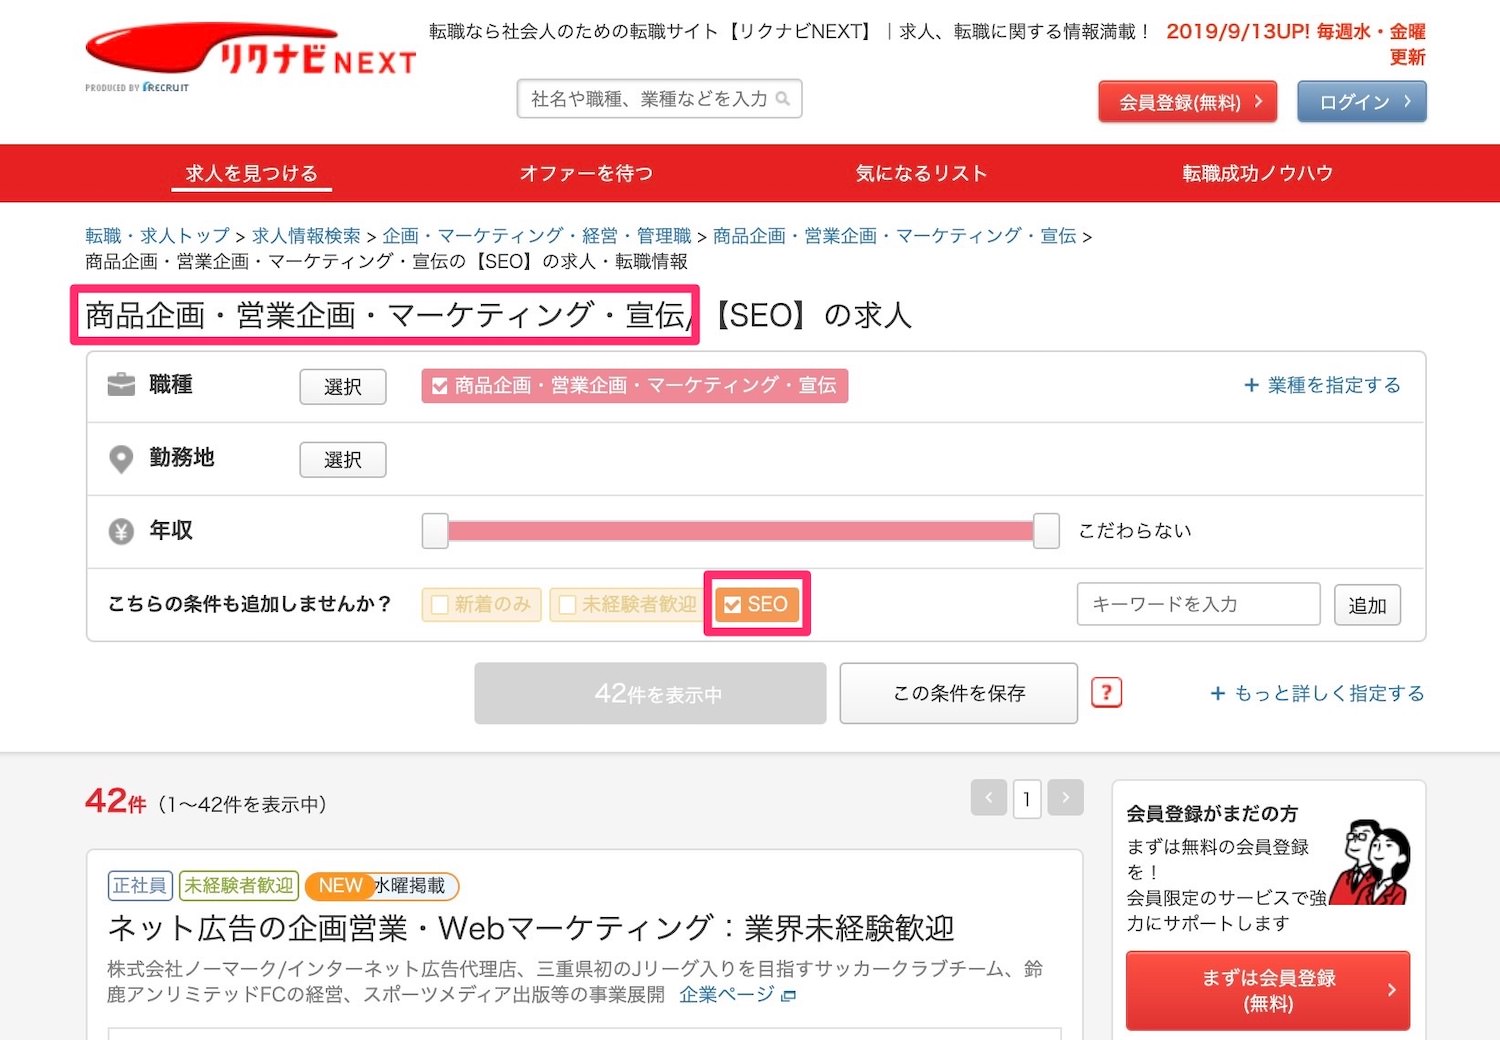 リクナビNEXT
PRODUCED BY RECRUIT
転職なら社会人のための転職サイト【リクナビNEXT】｜求人、転職に関する情報満載！
2019/9/13UP! 毎週水・金曜
更新
社名や職種、業種などを入力
会員登録(無料)
ログイン
求人を見つける
オファーを待つ
気になるリスト
転職成功ノウハウ
転職・求人トップ > 求人情報検索 > 企画・マーケティング・経営・管理職 > 商品企画・営業企画・マーケティング・宣伝 >
商品企画・営業企画・マーケティング・宣伝の【SEO】の求人・転職情報
商品企画・営業企画・マーケティング・宣伝/【SEO】の求人
職種
選択
商品企画・営業企画・マーケティング・宣伝
+ 業種を指定する
勤務地
選択
¥ 年収
こだわらない
こちらの条件も追加しませんか？
新着のみ
未経験者歓迎
SEO
キーワードを入力
追加
42件を表示中
この条件を保存
?
+ もっと詳しく指定する
42件（1〜42件を表示中）
< 1 >
正社員
未経験者歓迎
NEW 水曜掲載
ネット広告の企画営業・Webマーケティング：業界未経験歓迎
株式会社ノーマーク/インターネット広告代理店、三重県初のJリーグ入りを目指すサッカークラブチーム、鈴
鹿アンリミテッドFCの経営、スポーツメディア出版等の事業展開 企業ページ
会員登録がまだの方
まずは無料の会員登録
を！
会員限定のサービスで強
力にサポートします
まずは会員登録
(無料)